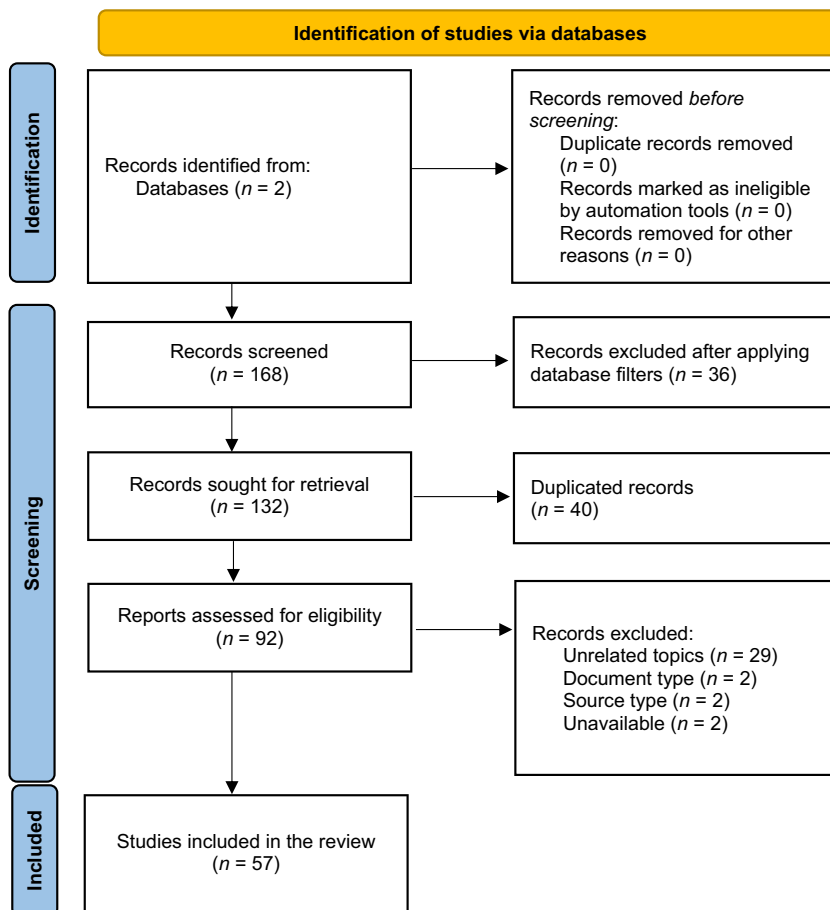 Identification of studies via databases
Identification
Records identified from:
Databases (n = 2)
Records removed before
screening:
Duplicate records removed
(n = 0)
Records marked as ineligible
by automation tools (n = 0)
Records removed for other
reasons (n = 0)
Screening
Records screened
(n = 168)
Records excluded after applying
database filters (n = 36)
Records sought for retrieval
(n = 132)
Duplicated records
(n = 40)
Reports assessed for eligibility
(n = 92)
Records excluded:
Unrelated topics (n = 29)
Document type (n = 2)
Source type (n = 2)
Unavailable (n = 2)
Included
Studies included in the review
(n = 57)